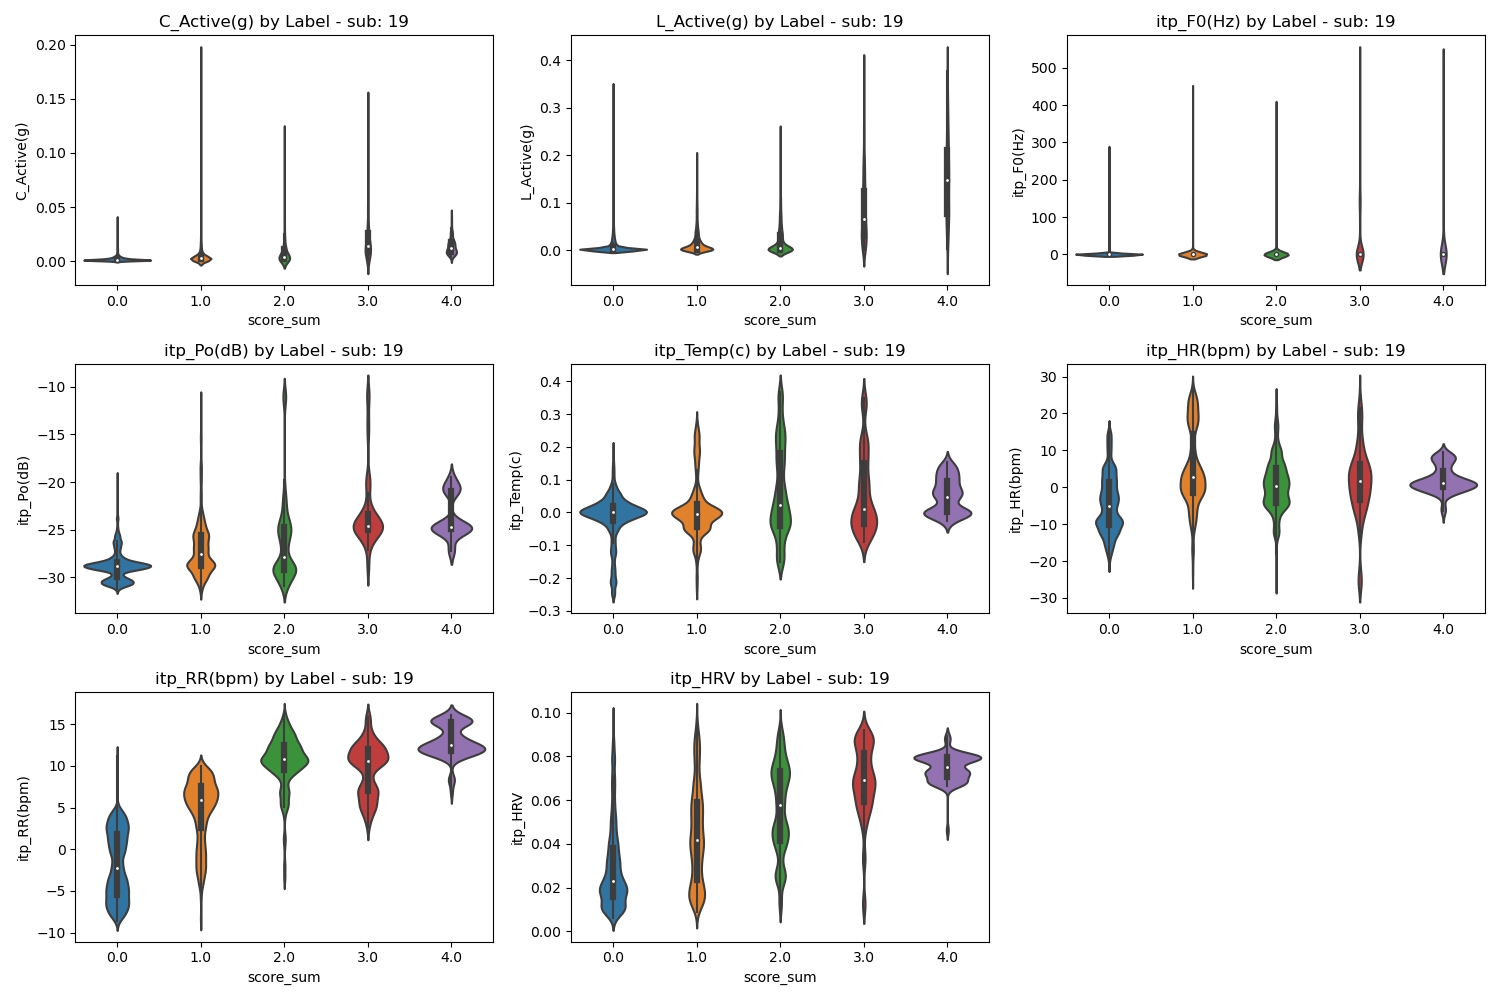 C_Active(g) by Label - sub: 19
L_Active(g) by Label - sub: 19
itp_F0(Hz) by Label - sub: 19
C_Active(g)
0.20
0.15
0.10
0.05
0.00
0.0 1.0 2.0 3.0 4.0
score_sum
L_Active(g)
0.4
0.3
0.2
0.1
0.0
0.0 1.0 2.0 3.0 4.0
score_sum
itp_F0(Hz)
500
400
300
200
100
0
0.0 1.0 2.0 3.0 4.0
score_sum
itp_Po(dB) by Label - sub: 19
itp_Temp(c) by Label - sub: 19
itp_HR(bpm) by Label - sub: 19
itp_Po(dB)
−10
−15
−20
−25
−30
0.0 1.0 2.0 3.0 4.0
score_sum
itp_Temp(c)
0.4
0.3
0.2
0.1
0.0
−0.1
−0.2
−0.3
0.0 1.0 2.0 3.0 4.0
score_sum
itp_HR(bpm)
30
20
10
0
−10
−20
−30
0.0 1.0 2.0 3.0 4.0
score_sum
itp_RR(bpm) by Label - sub: 19
itp_HRV by Label - sub: 19
itp_RR(bpm)
15
10
5
0
−5
−10
0.0 1.0 2.0 3.0 4.0
score_sum
itp_HRV
0.10
0.08
0.06
0.04
0.02
0.00
0.0 1.0 2.0 3.0 4.0
score_sum